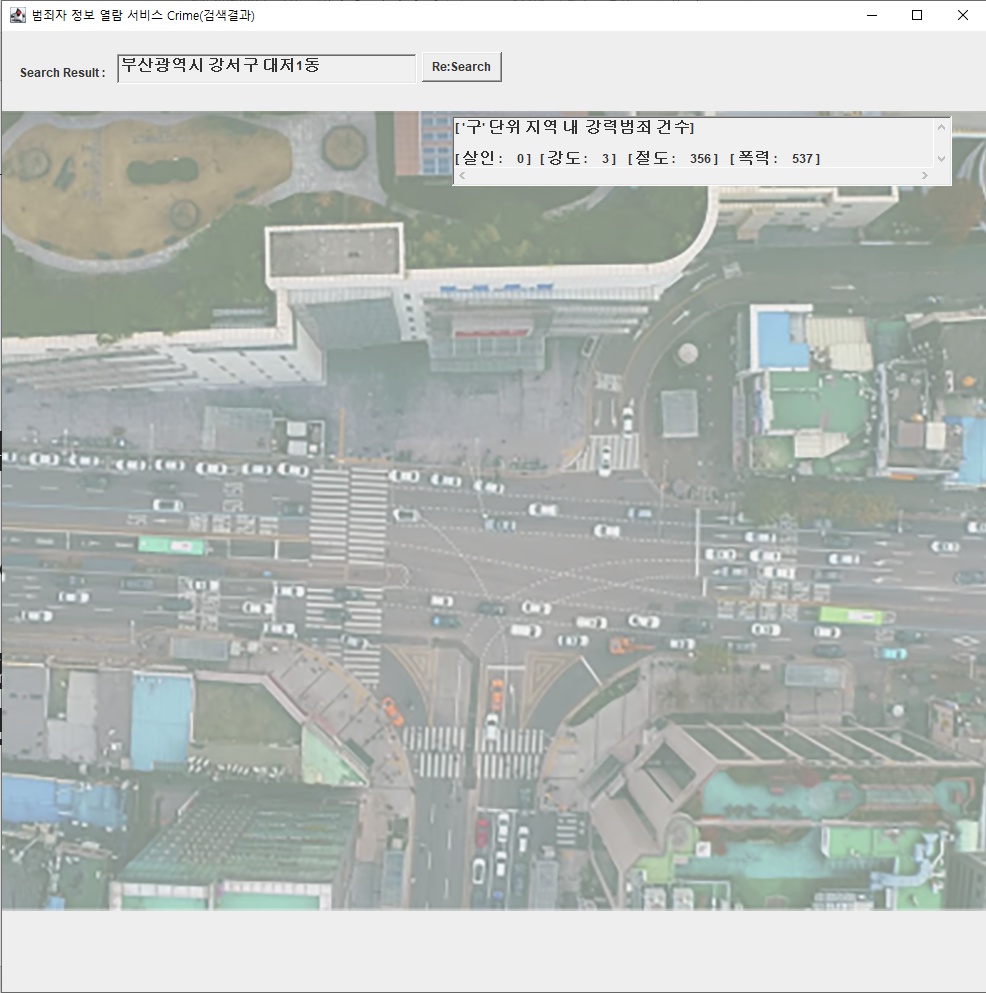 범죄자 정보 열람 서비스 Crime(검색결과)
Search Result : 부산광역시 강서구 대저1동 Re:Search
['구' 단위 지역 내 강력범죄 건수]
[살인: 0] [강도: 3] [절도: 356] [폭력: 537]